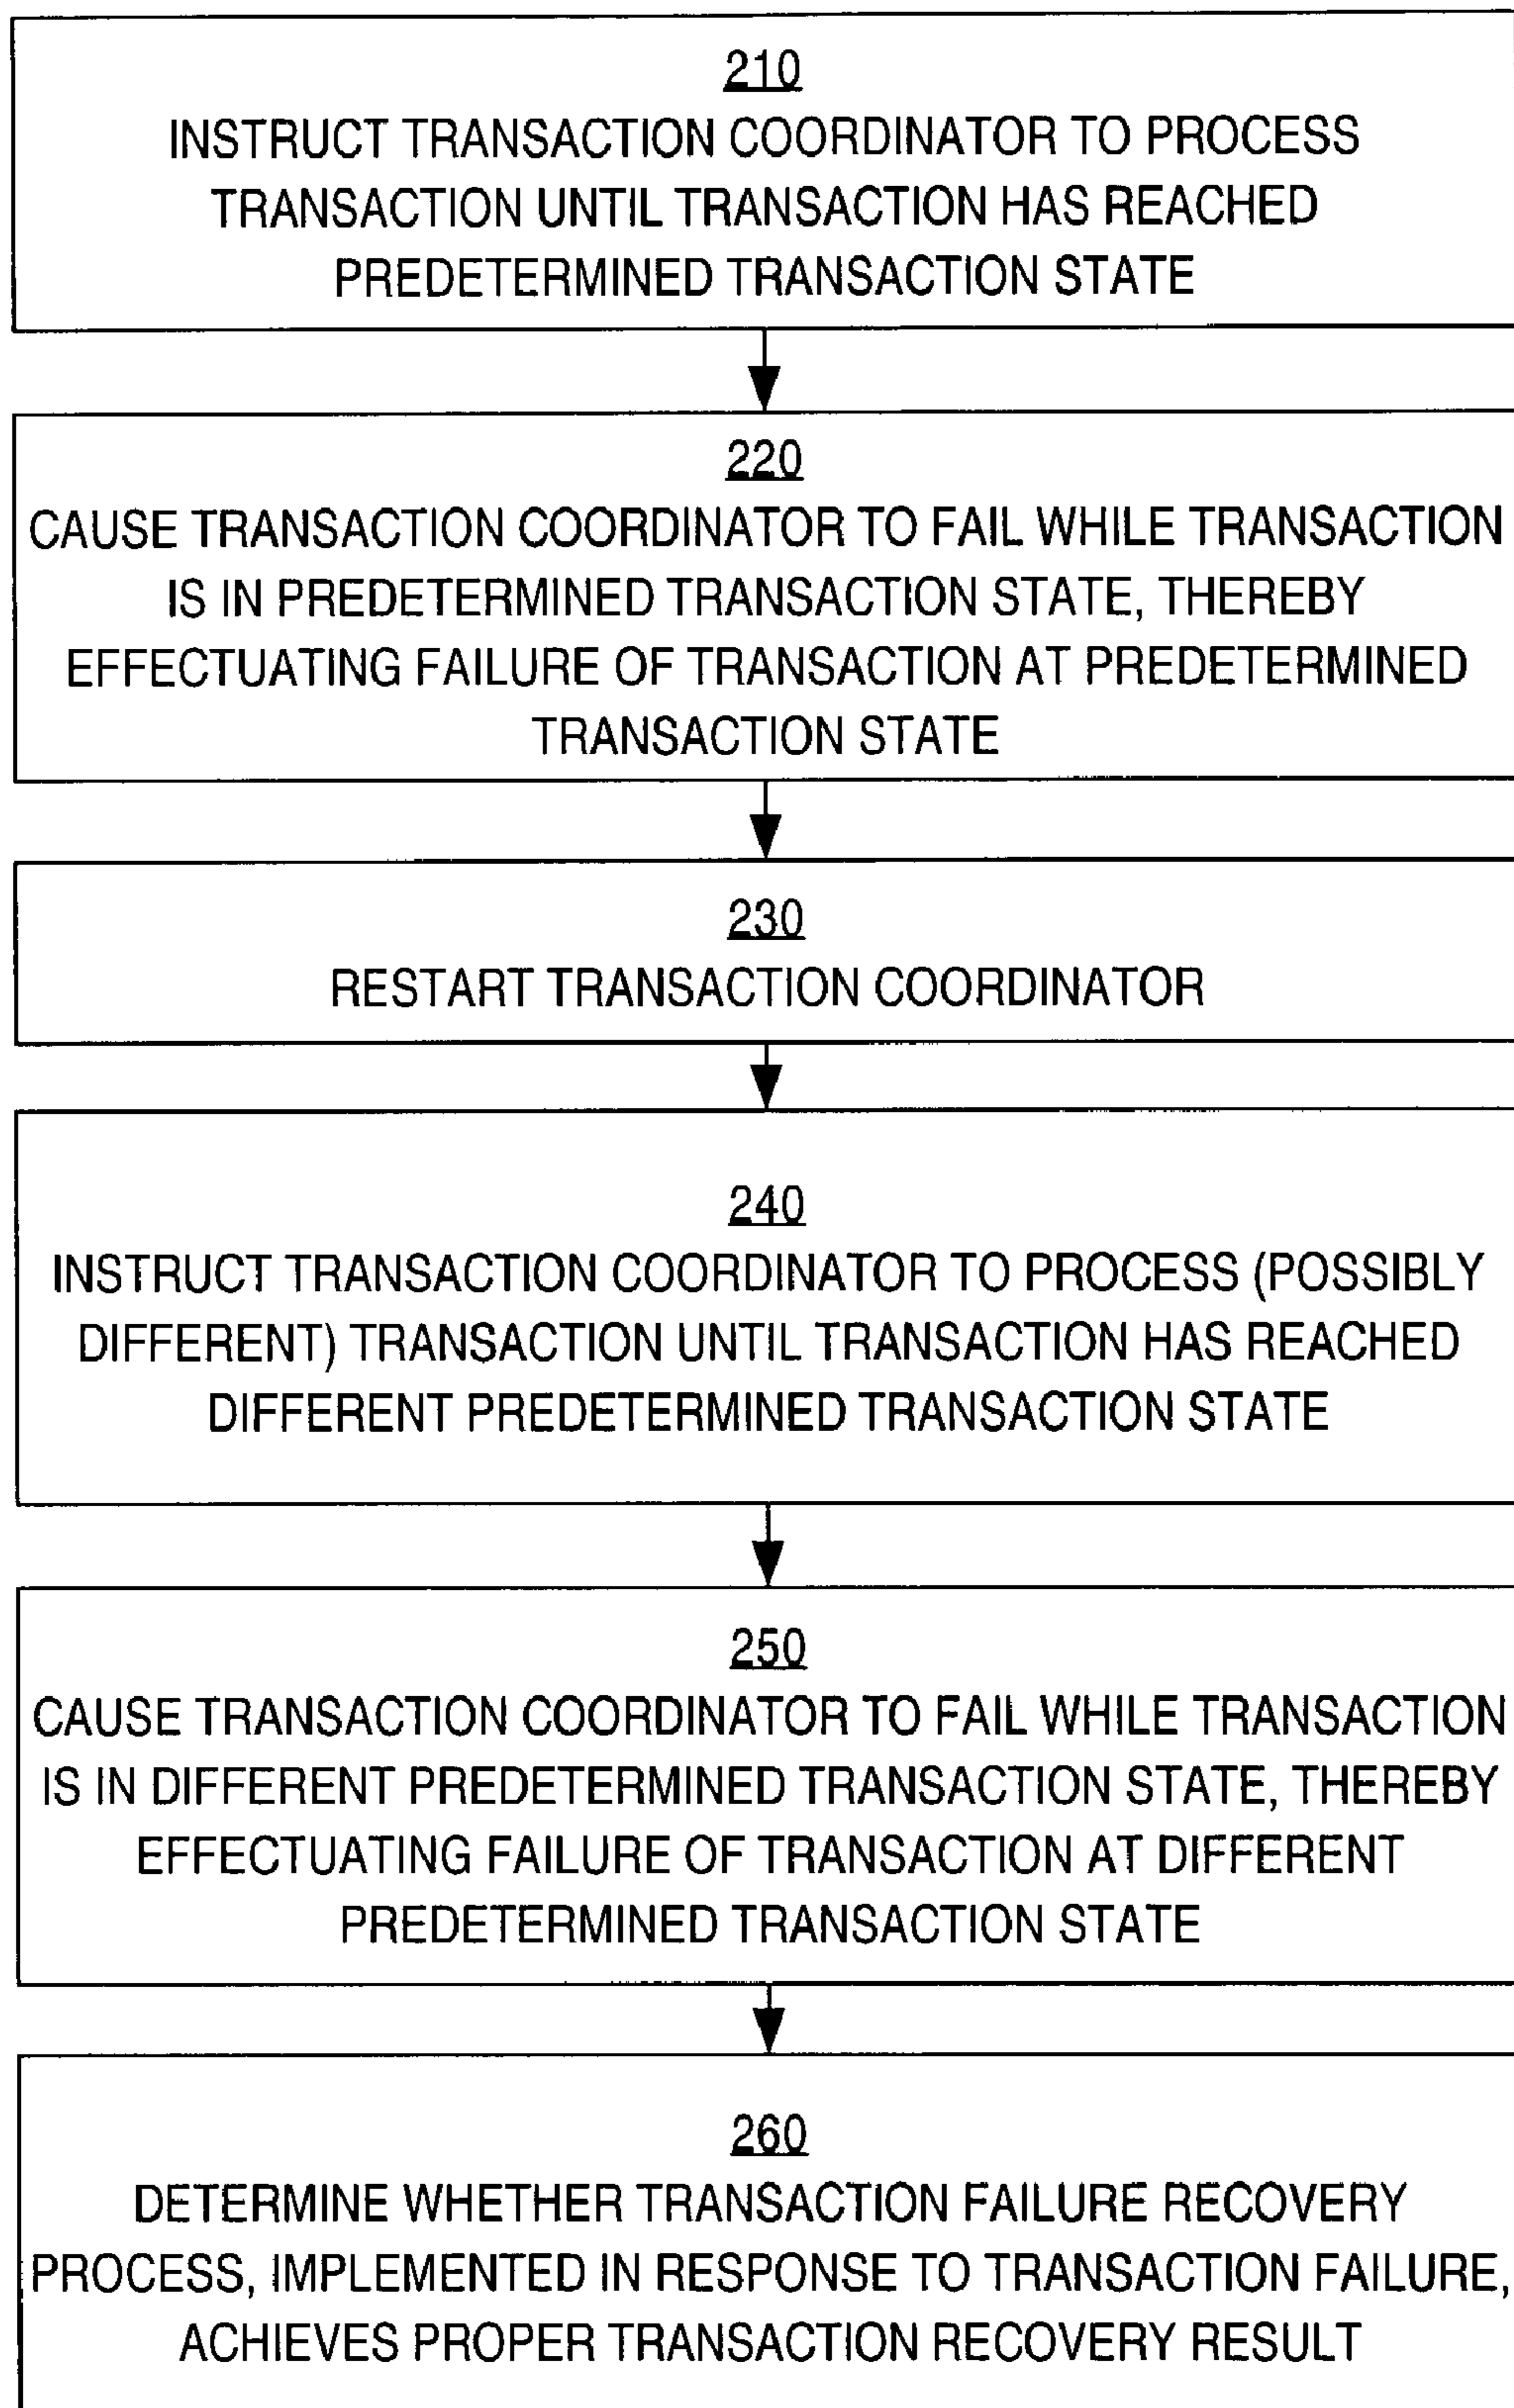 210
INSTRUCT TRANSACTION COORDINATOR TO PROCESS
TRANSACTION UNTIL TRANSACTION HAS REACHED
PREDETERMINED TRANSACTION STATE
220
CAUSE TRANSACTION COORDINATOR TO FAIL WHILE TRANSACTION
IS IN PREDETERMINED TRANSACTION STATE, THEREBY
EFFECTUATING FAILURE OF TRANSACTION AT PREDETERMINED
TRANSACTION STATE
230
RESTART TRANSACTION COORDINATOR
240
INSTRUCT TRANSACTION COORDINATOR TO PROCESS (POSSIBLY
DIFFERENT) TRANSACTION UNTIL TRANSACTION HAS REACHED
DIFFERENT PREDETERMINED TRANSACTION STATE
250
CAUSE TRANSACTION COORDINATOR TO FAIL WHILE TRANSACTION
IS IN DIFFERENT PREDETERMINED TRANSACTION STATE, THEREBY
EFFECTUATING FAILURE OF TRANSACTION AT DIFFERENT
PREDETERMINED TRANSACTION STATE
260
DETERMINE WHETHER TRANSACTION FAILURE RECOVERY
PROCESS, IMPLEMENTED IN RESPONSE TO TRANSACTION FAILURE,
ACHIEVES PROPER TRANSACTION RECOVERY RESULT